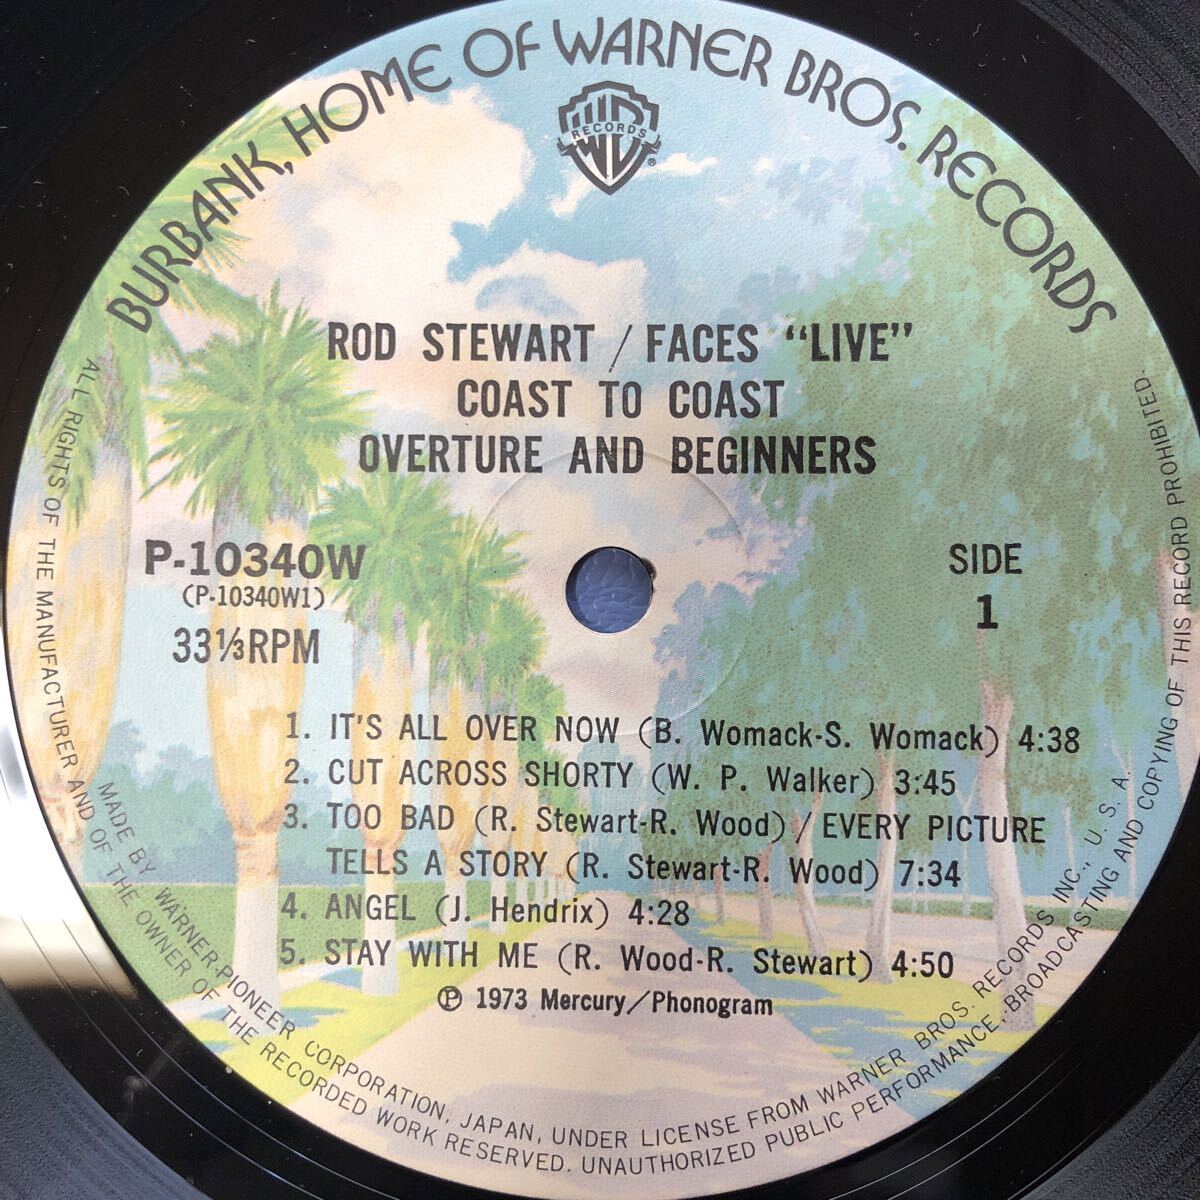 BURBANK, HOME OF WARNER BROS. RECORDS
WB
RECORDS
®
ROD STEWART / FACES “LIVE”
COAST TO COAST
OVERTURE AND BEGINNERS
P-10340W
(P-10340W1)
33⅓RPM
SIDE
1
1. IT'S ALL OVER NOW (B. Womack-S. Womack) 4:38
2. CUT ACROSS SHORTY (W. P. Walker) 3:45
3. TOO BAD (R. Stewart-R. Wood) / EVERY PICTURE
TELLS A STORY (R. Stewart-R. Wood) 7:34
4. ANGEL (J. Hendrix) 4:28
5. STAY WITH ME (R. Wood-R. Stewart) 4:50
Ⓟ 1973 Mercury/Phonogram
MADE BY WARNER-PIONEER CORPORATION, JAPAN, UNDER LICENSE FROM WARNER BROS. RECORDS INC., U. S. A.
ALL RIGHTS OF THE MANUFACTURER AND OF THE OWNER OF THE RECORDED WORK RESERVED. UNAUTHORIZED PUBLIC PERFORMANCE, BROADCASTING AND COPYING OF THIS RECORD PROHIBITED.